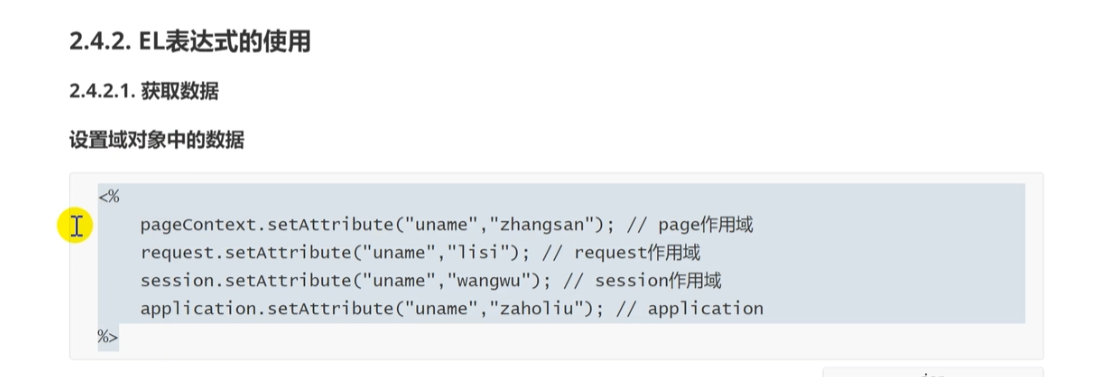 2.4.2. EL表达式的使用
2.4.2.1. 获取数据
设置域对象中的数据
<%
pageContext.setAttribute("uname","zhangsan"); // page作用域
request.setAttribute("uname","lisi"); // request作用域
session.setAttribute("uname","wangwu"); // session作用域
application.setAttribute("uname","zaholiu"); // application
%>